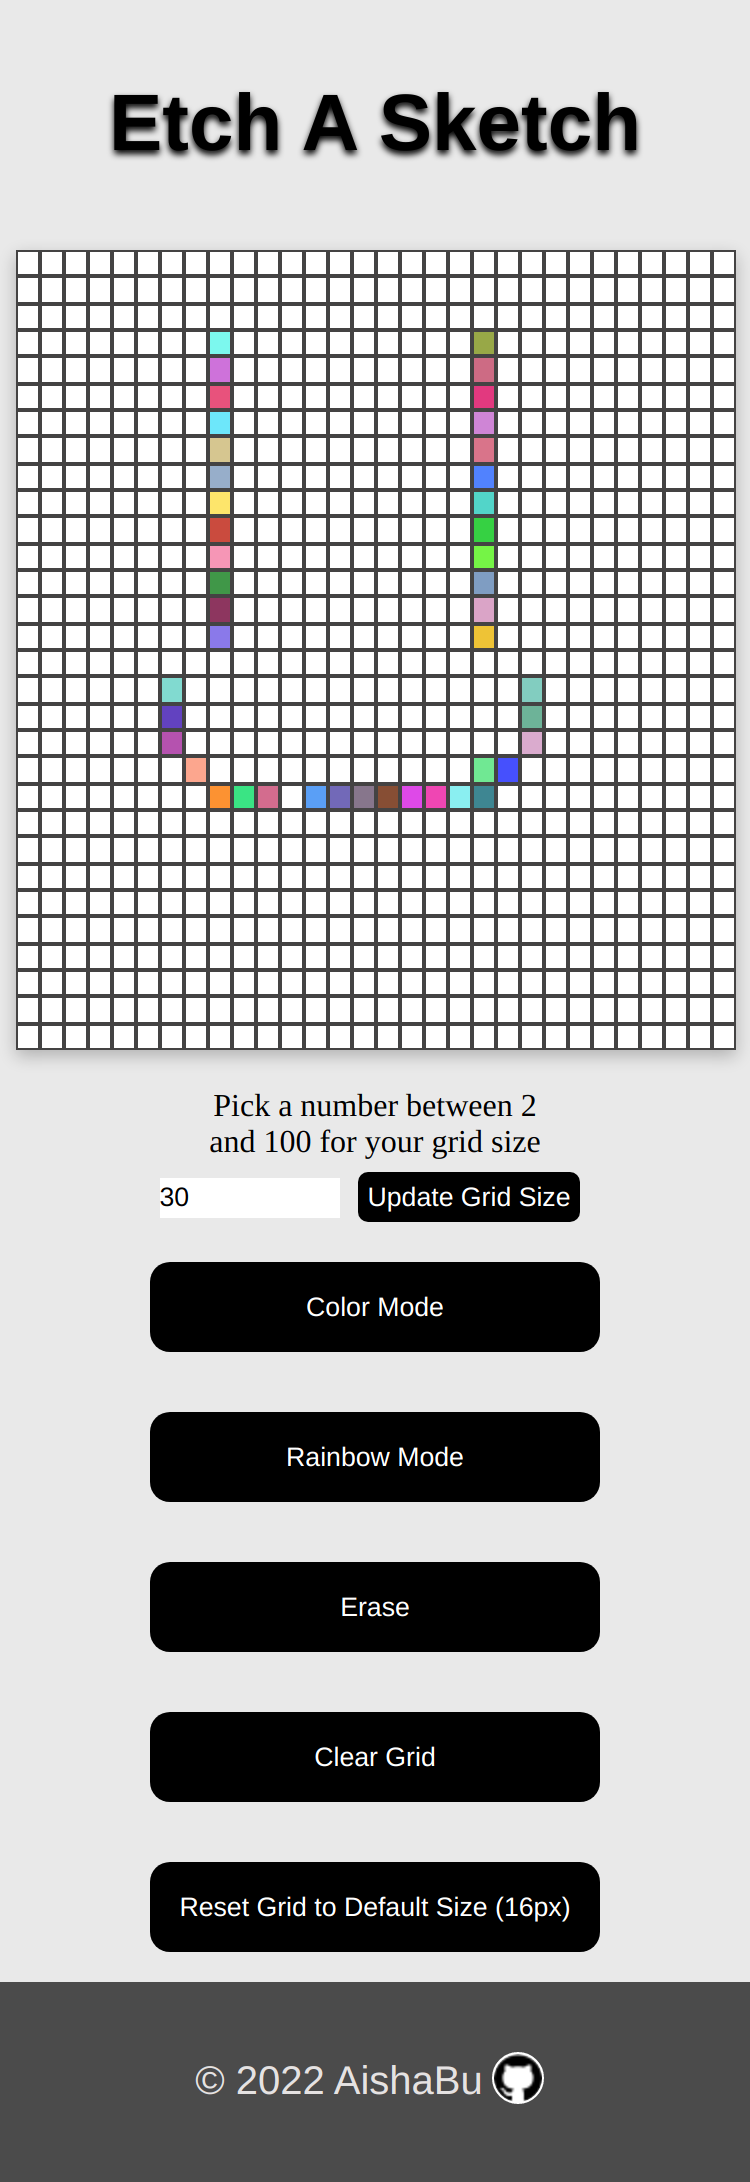 Etch A Sketch
Pick a number between 2
and 100 for your grid size
30
Update Grid Size
Color Mode
Rainbow Mode
Erase
Clear Grid
Reset Grid to Default Size (16px)
© 2022 AishaBu